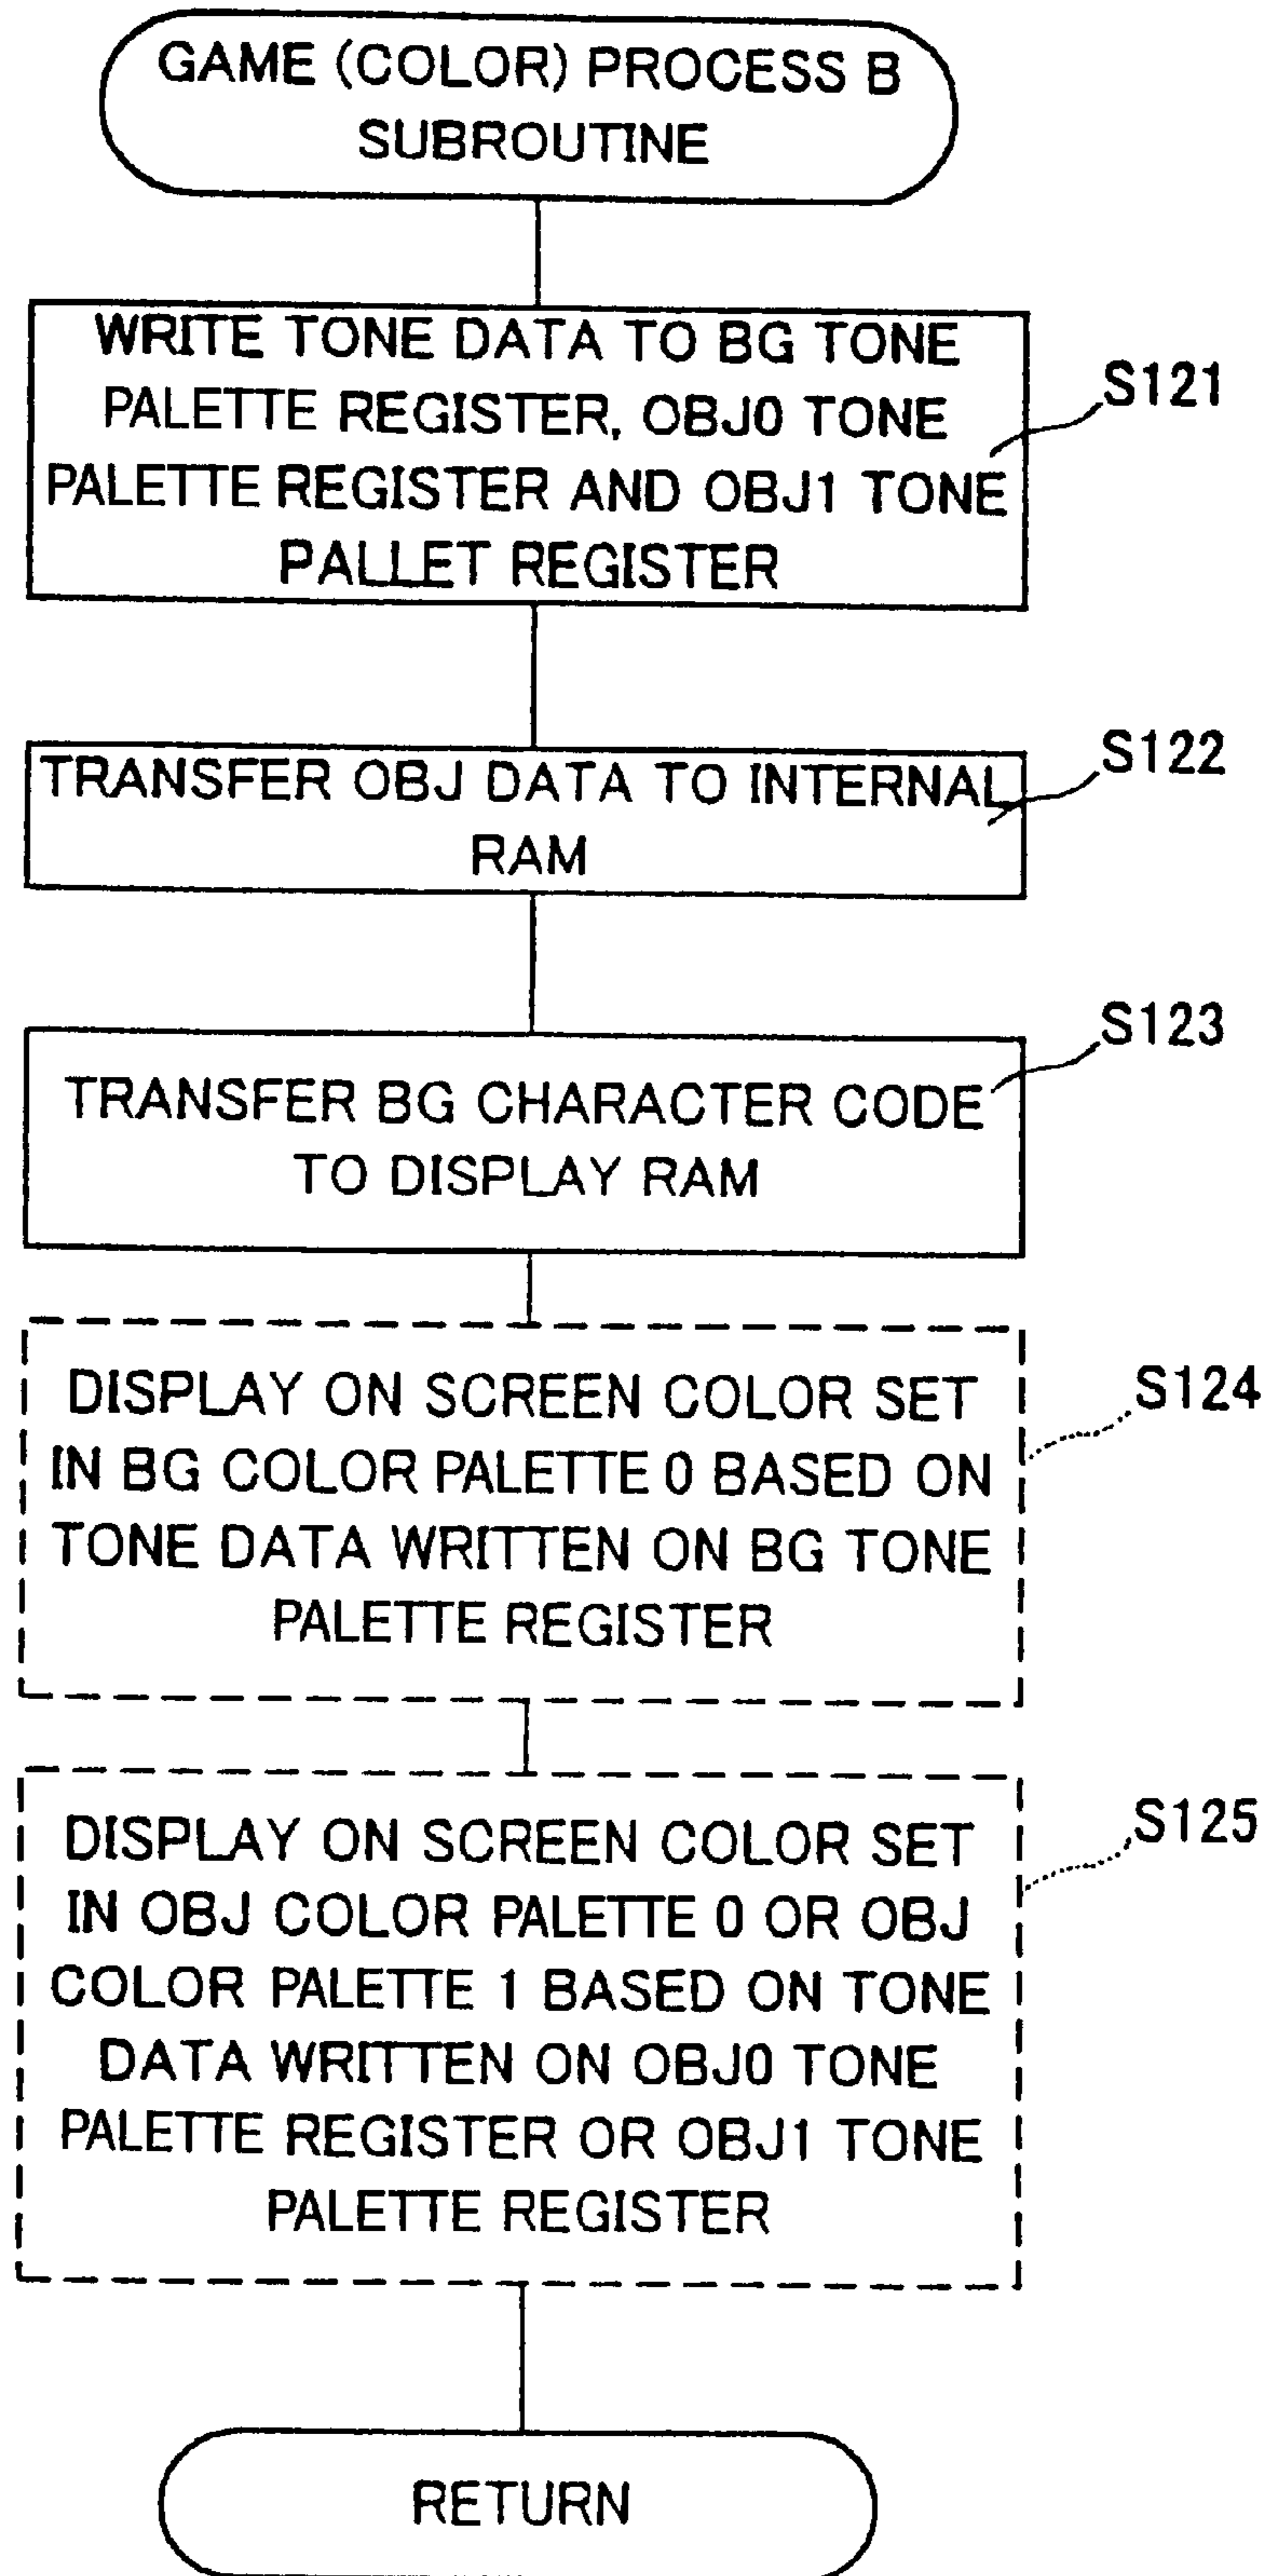 GAME (COLOR) PROCESS B
SUBROUTINE
WRITE TONE DATA TO BG TONE
PALETTE REGISTER, OBJ0 TONE
PALETTE REGISTER AND OBJ1 TONE
PALLET REGISTER
S121
TRANSFER OBJ DATA TO INTERNAL
RAM
S122
TRANSFER BG CHARACTER CODE
TO DISPLAY RAM
S123
DISPLAY ON SCREEN COLOR SET
IN BG COLOR PALETTE 0 BASED ON
TONE DATA WRITTEN ON BG TONE
PALETTE REGISTER
S124
DISPLAY ON SCREEN COLOR SET
IN OBJ COLOR PALETTE 0 OR OBJ
COLOR PALETTE 1 BASED ON TONE
DATA WRITTEN ON OBJ0 TONE
PALETTE REGISTER OR OBJ1 TONE
PALETTE REGISTER
S125
RETURN